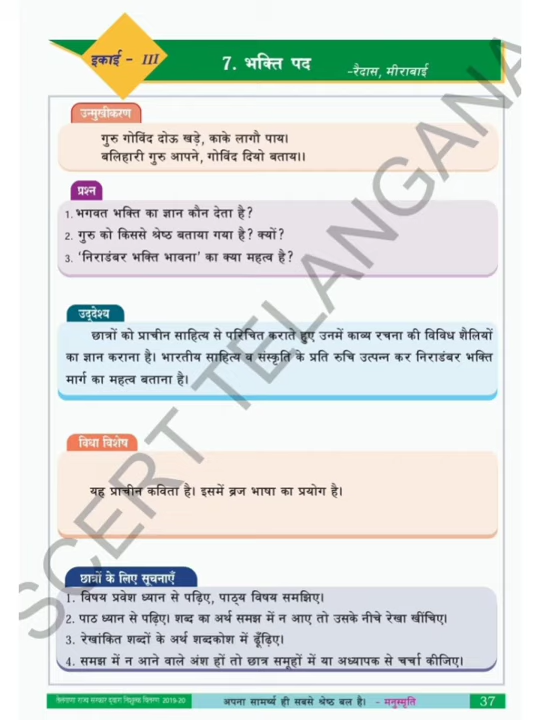 इकाई - III
7. भक्ति पद
-रैदास, मीराबाई
उन्मुखीकरण
गुरु गोविंद दोऊ खड़े, काके लागौ पाय।
बलिहारी गुरु आपने, गोविंद दियो बताय।।
प्रश्न
1. भगवत भक्ति का ज्ञान कौन देता है?
2. गुरु को किससे श्रेष्ठ बताया गया है? क्यों?
3. ‘निराडंबर भक्ति भावना’ का क्या महत्व है?
उद्देश्य
छात्रों को प्राचीन साहित्य से परिचित कराते हुए उनमें काव्य रचना की विविध शैलियों
का ज्ञान कराना है। भारतीय साहित्य व संस्कृति के प्रति रुचि उत्पन्न कर निराडंबर भक्ति
मार्ग का महत्व बताना है।
विधा विशेष
यह प्राचीन कविता है। इसमें ब्रज भाषा का प्रयोग है।
छात्रों के लिए सूचनाएँ
1. विषय प्रवेश ध्यान से पढ़िए, पाठ्य विषय समझिए।
2. पाठ ध्यान से पढ़िए। शब्द का अर्थ समझ में न आए तो उसके नीचे रेखा खींचिए।
3. रेखांकित शब्दों के अर्थ शब्दकोश में ढूँढ़िए।
4. समझ में न आने वाले अंश हों तो छात्र समूहों में या अध्यापक से चर्चा कीजिए।
तेलंगाणा राज्य सरकार द्वारा निःशुल्क वितरण 2019-20
अपना सामर्थ्य ही सबसे श्रेष्ठ बल है। - मनुस्मृति
37
SCERT TELANGANA